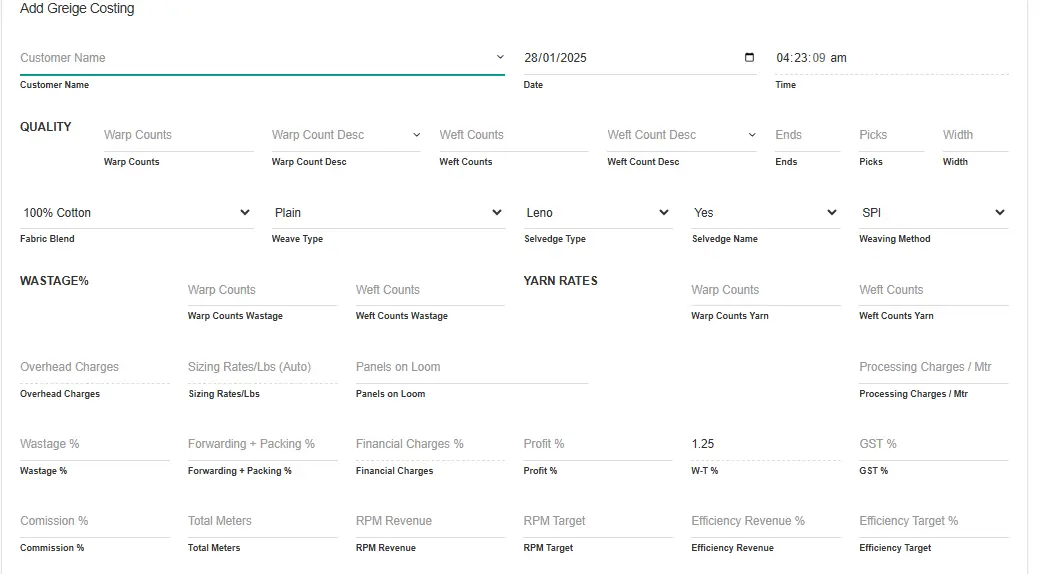 Add Greige Costing
Customer Name 28/01/2025 04:23:09 am
Customer Name Date Time
QUALITY Warp Counts Warp Count Desc Weft Counts Weft Count Desc Ends Picks Width
Warp Counts Warp Count Desc Weft Counts Weft Count Desc Ends Picks Width
100% Cotton Plain Leno Yes SPI
Fabric Blend Weave Type Selvedge Type Selvedge Name Weaving Method
WASTAGE% Warp Counts Weft Counts YARN RATES Warp Counts Weft Counts
Warp Counts Wastage Weft Counts Wastage Warp Counts Yarn Weft Counts Yarn
Overhead Charges Sizing Rates/Lbs (Auto) Panels on Loom Processing Charges / Mtr
Overhead Charges Sizing Rates/Lbs Panels on Loom Processing Charges / Mtr
Wastage % Forwarding + Packing % Financial Charges % Profit % 1.25 GST %
Wastage % Forwarding + Packing % Financial Charges Profit % W-T % GST %
Comission % Total Meters RPM Revenue RPM Target Efficiency Revenue % Efficiency Target %
Commission % Total Meters RPM Revenue RPM Target Efficiency Revenue Efficiency Target